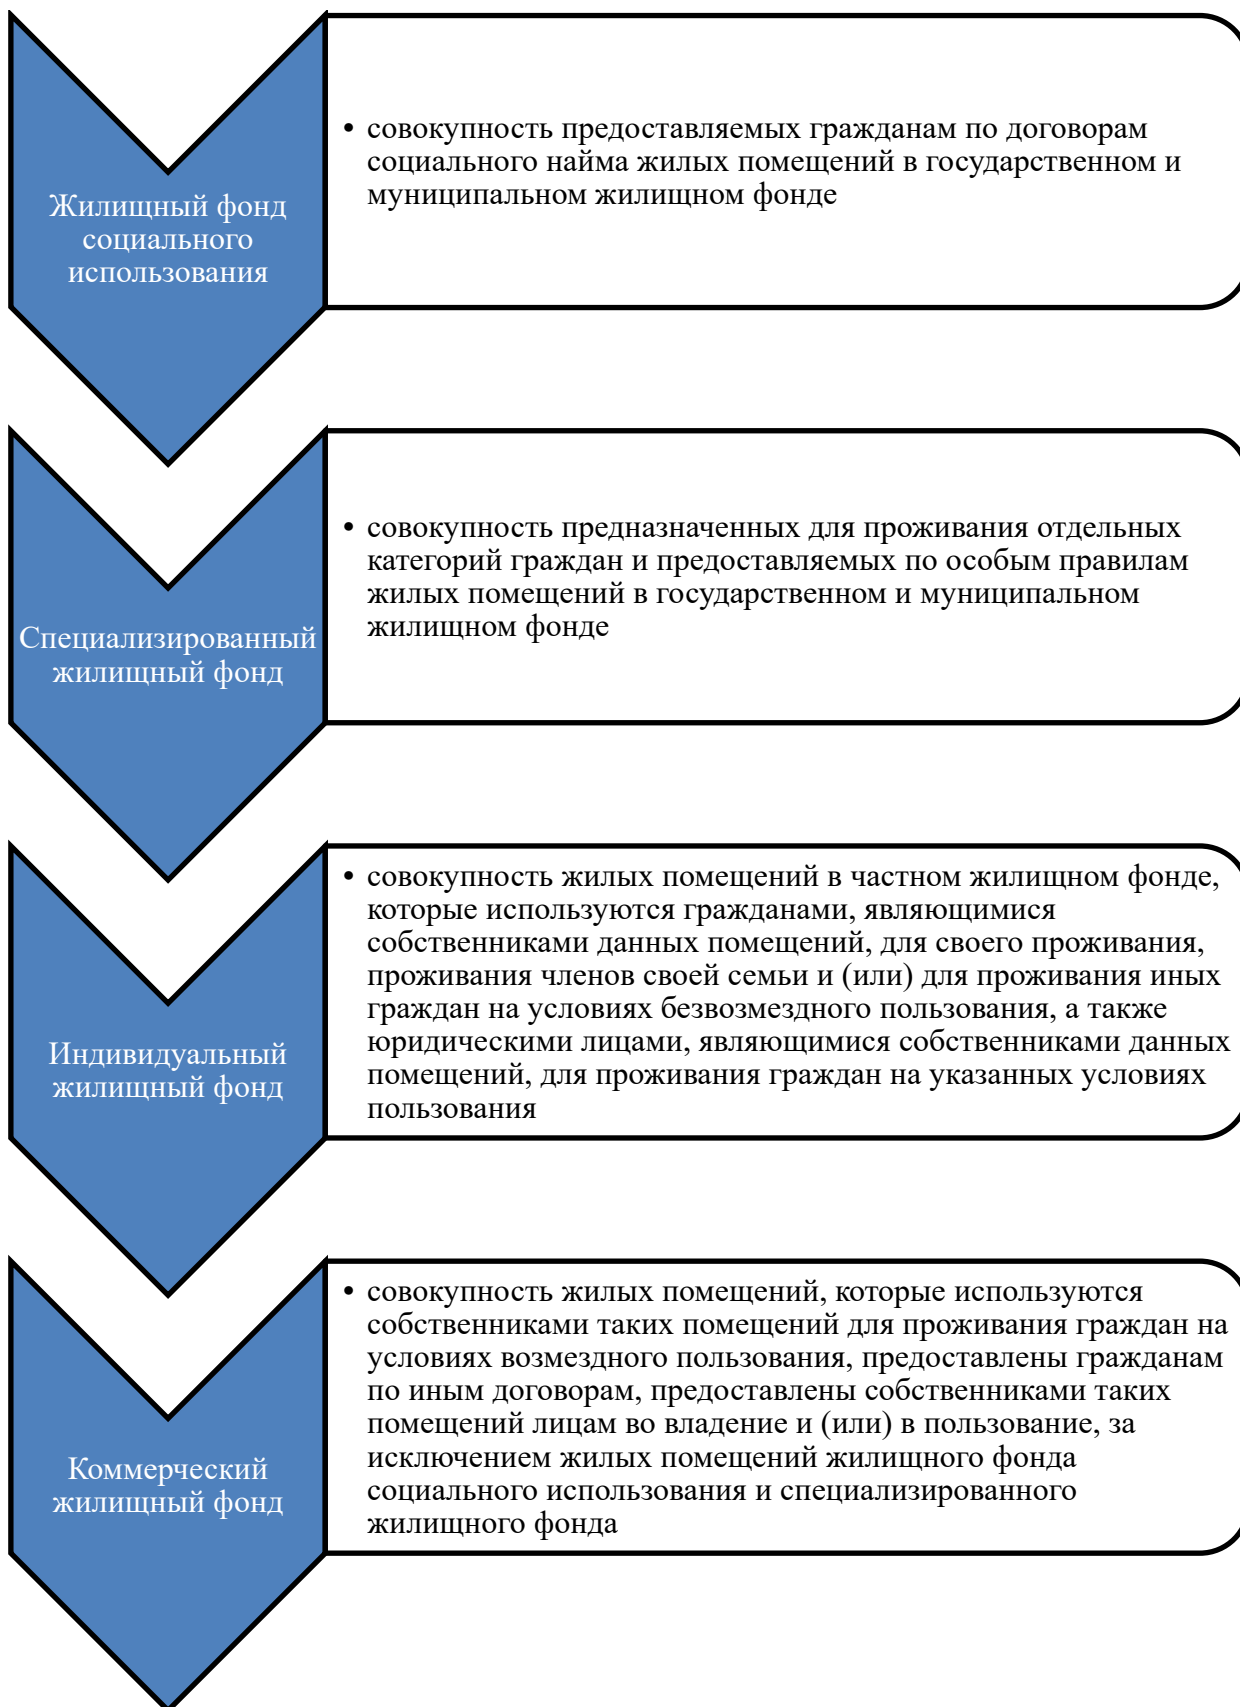 Жилищный фонд
социального
использования
• совокупность предоставляемых гражданам по договорам
социального найма жилых помещений в государственном и
муниципальном жилищном фонде
Специализированный
жилищный фонд
• совокупность предназначенных для проживания отдельных
категорий граждан и предоставляемых по особым правилам
жилых помещений в государственном и муниципальном
жилищном фонде
Индивидуальный
жилищный фонд
• совокупность жилых помещений в частном жилищном фонде,
которые используются гражданами, являющимися
собственниками данных помещений, для своего проживания,
проживания членов своей семьи и (или) для проживания иных
граждан на условиях безвозмездного пользования, а также
юридическими лицами, являющимися собственниками данных
помещений, для проживания граждан на указанных условиях
пользования
Коммерческий
жилищный фонд
• совокупность жилых помещений, которые используются
собственниками таких помещений для проживания граждан на
условиях возмездного пользования, предоставлены гражданам
по иным договорам, предоставлены собственниками таких
помещений лицам во владение и (или) в пользование, за
исключением жилых помещений жилищного фонда
социального использования и специализированного
жилищного фонда